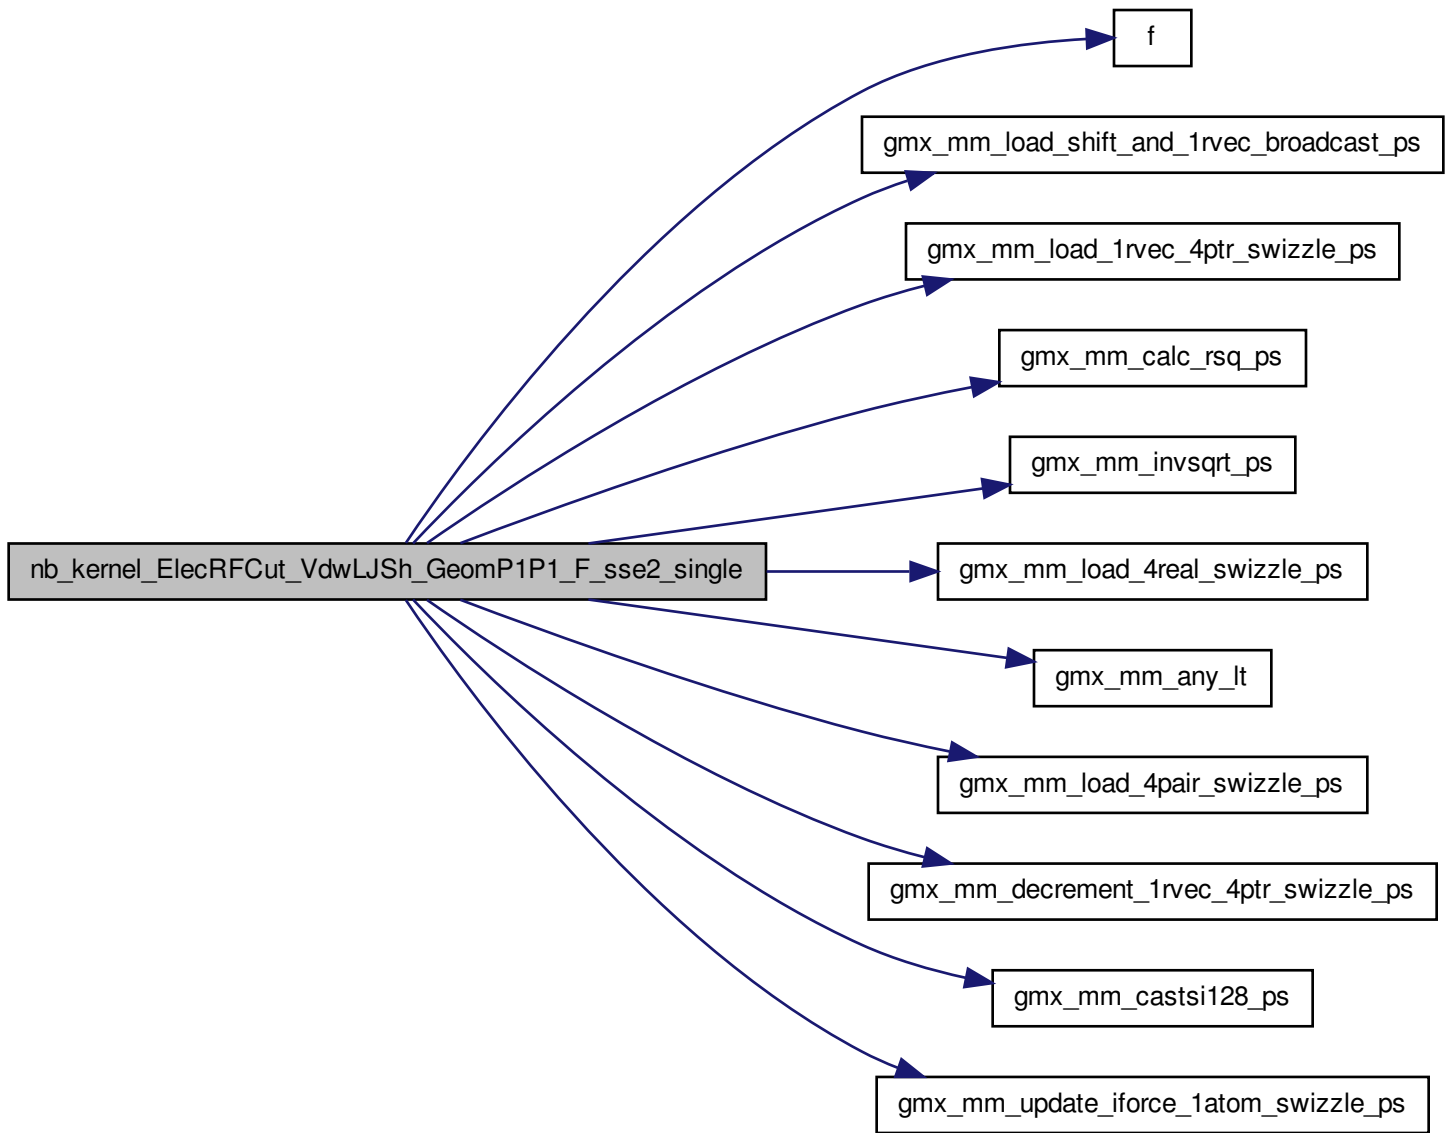 f
gmx_mm_load_shift_and_1rvec_broadcast_ps
gmx_mm_load_1rvec_4ptr_swizzle_ps
gmx_mm_calc_rsq_ps
gmx_mm_invsqrt_ps
nb_kernel_ElecRFCut_VdwLJSh_GeomP1P1_F_sse2_single
gmx_mm_load_4real_swizzle_ps
gmx_mm_any_lt
gmx_mm_load_4pair_swizzle_ps
gmx_mm_decrement_1rvec_4ptr_swizzle_ps
gmx_mm_castsi128_ps
gmx_mm_update_iforce_1atom_swizzle_ps